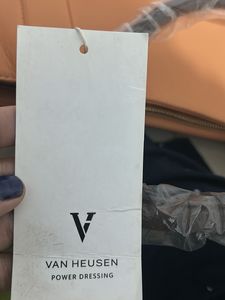 VAN HEUSEN
POWER DRESSING